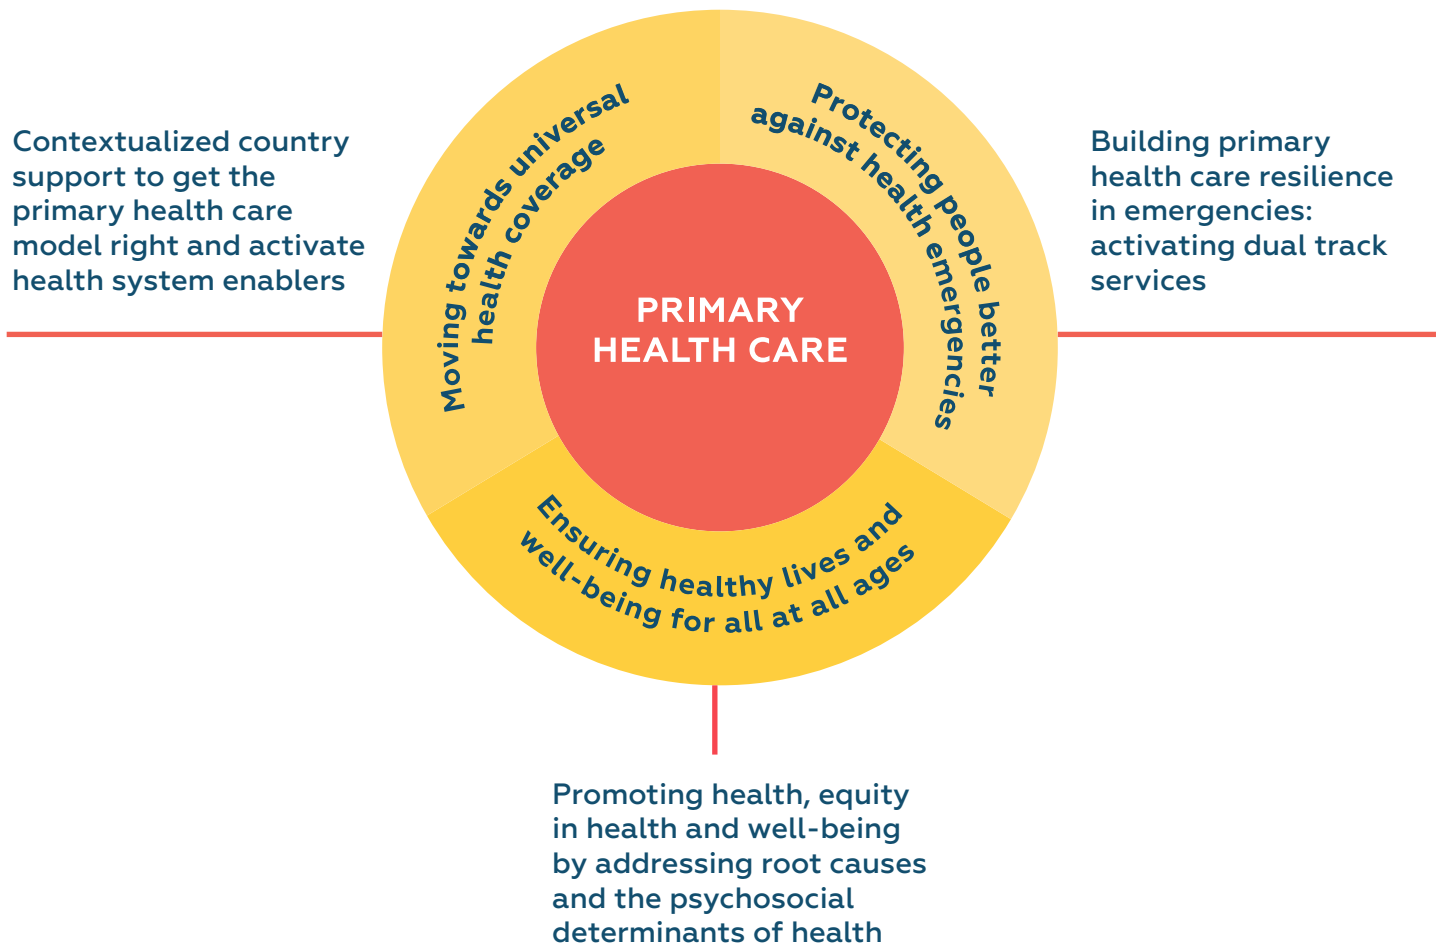 Contextualized country
support to get the
primary health care
model right and activate
health system enablers
Moving towards universal
health coverage
Protecting people better
against health emergencies
Building primary
health care resilience
in emergencies:
activating dual track
services
PRIMARY
HEALTH CARE
Ensuring healthy lives and
well-being for all at all ages
Promoting health, equity
in health and well-being
by addressing root causes
and the psychosocial
determinants of health